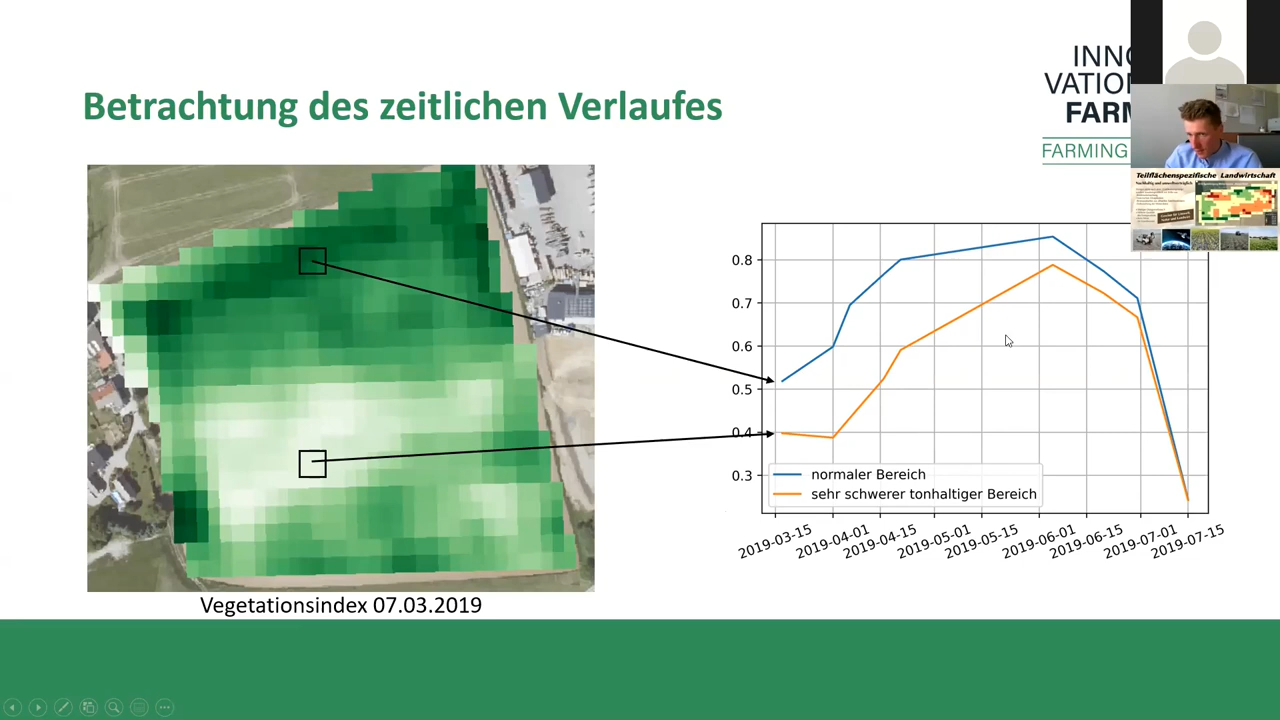 Betrachtung des zeitlichen Verlaufes
INNO
VATION
FARM
FARMING
Teilflächenspezifische Landwirtschaft
0.8
0.7
0.6
0.5
0.4
0.3
normaler Bereich
sehr schwerer tonhaltiger Bereich
2019-03-15
2019-04-01
2019-04-15
2019-05-01
2019-05-15
2019-06-01
2019-06-15
2019-07-01
2019-07-15
Vegetationsindex 07.03.2019